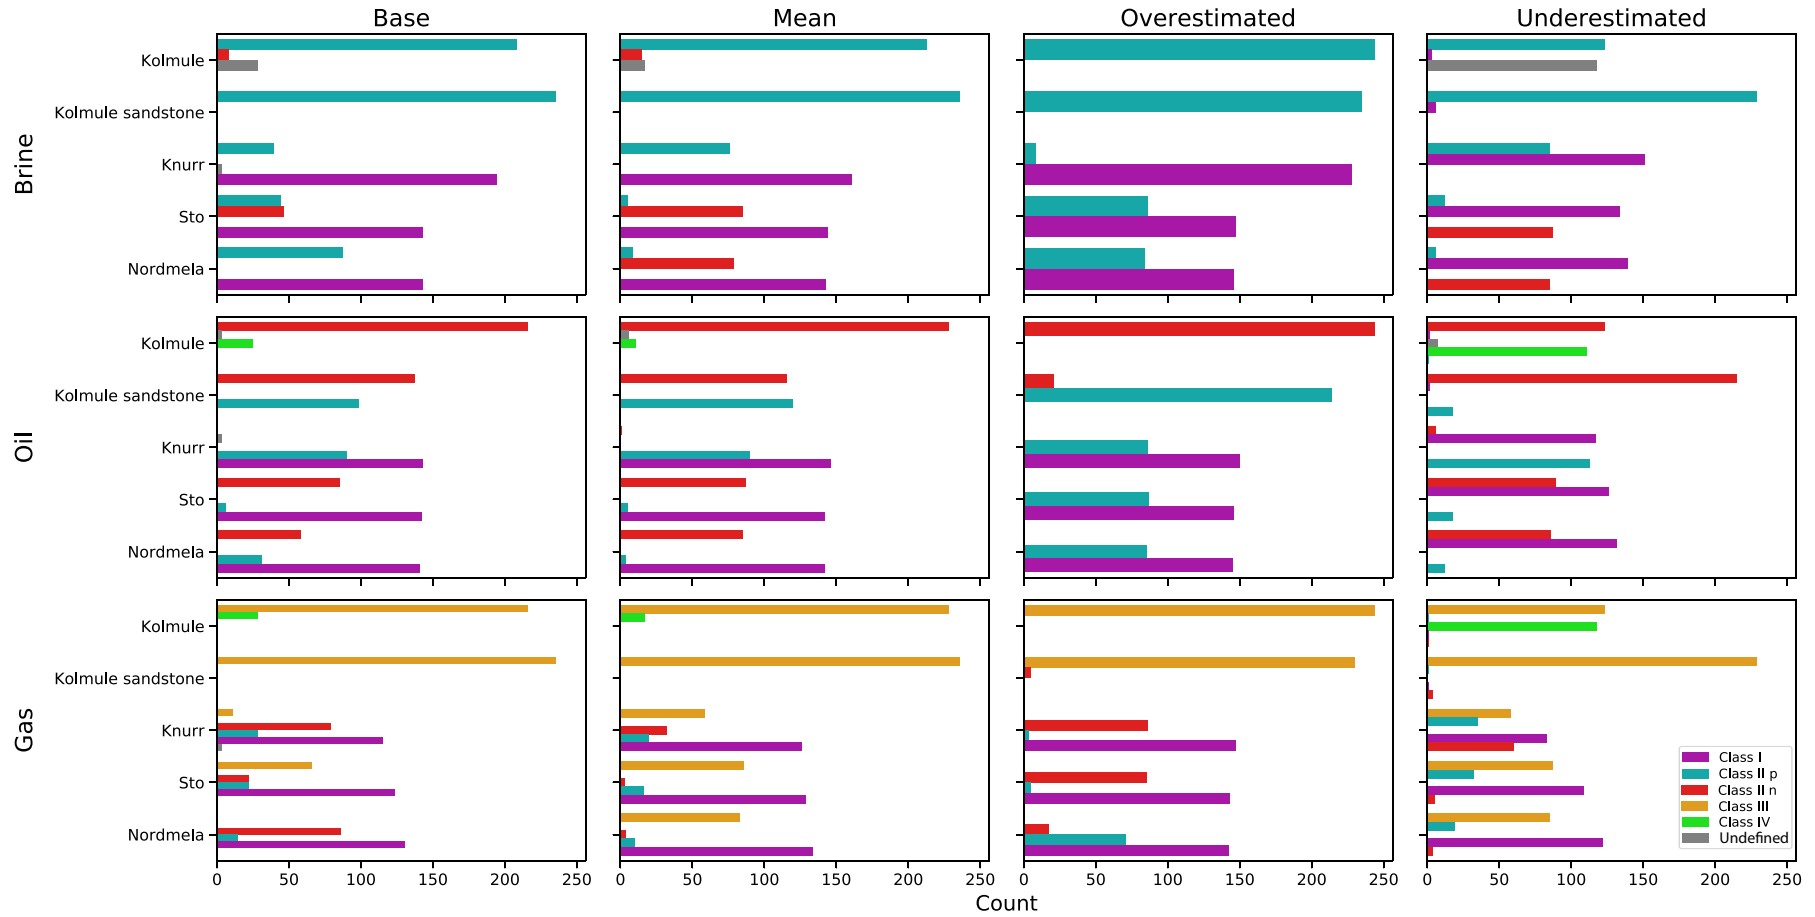 Base Mean Overestimated Underestimated
Brine
Kolmule
Kolmule sandstone
Knurr
Sto
Nordmela
Oil
Kolmule
Kolmule sandstone
Knurr
Sto
Nordmela
Gas
Kolmule
Kolmule sandstone
Knurr
Sto
Nordmela
Class I
Class II p
Class II n
Class III
Class IV
Undefined
0 50 100 150 200 250 0 50 100 150 200 250 0 50 100 150 200 250 0 50 100 150 200 250
Count